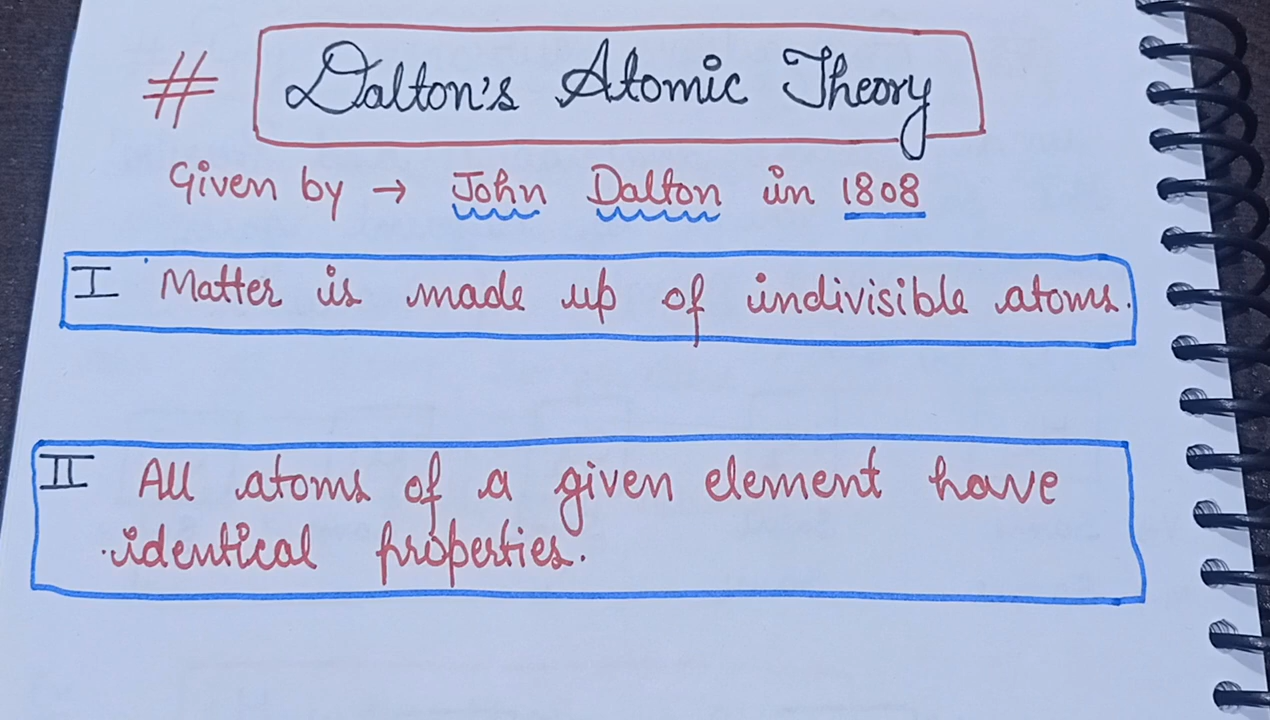 # Dalton's Atomic Theory
Given by → John Dalton in 1808
I Matter is made up of indivisible atoms.
II All atoms of a given element have
identical properties.